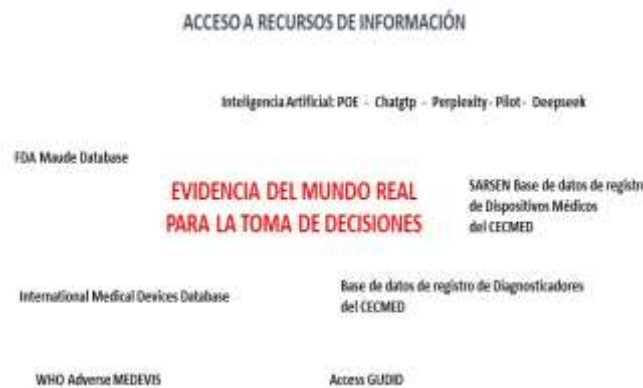 ACCESO A RECURSOS DE INFORMACIÓN
Inteligencia Artificial: POE - Chatgtp - Perplexity- Pilot - Deepseek
FDA Maude Database
EVIDENCIA DEL MUNDO REAL
PARA LA TOMA DE DECISIONES
SARSEN Base de datos de registro
de Dispositivos Médicos
del CECMED
International Medical Devices Database
Base de datos de registro de Diagnosticadores
del CECMED
WHO Adverse MEDEVIS
Access GUDID